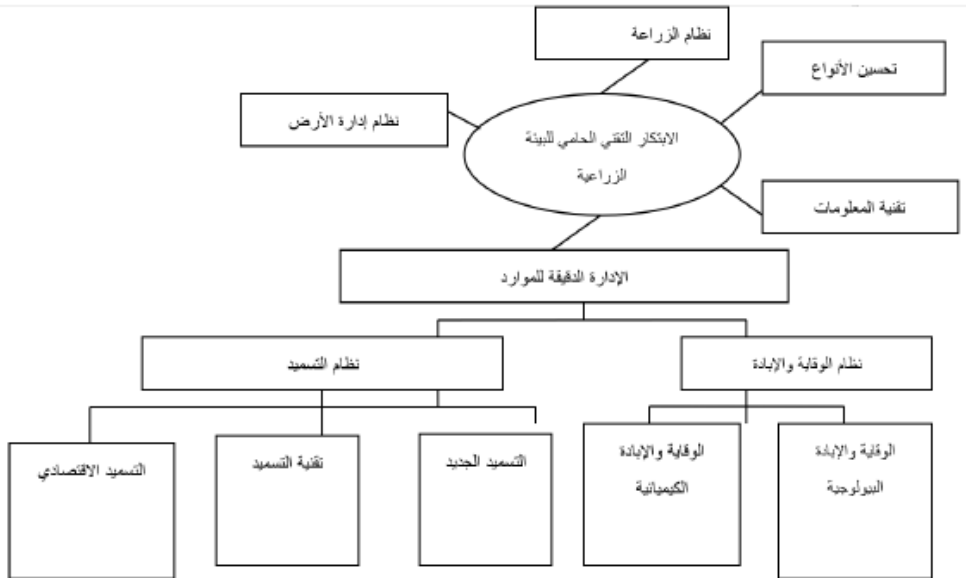 نظام الزراعة
تحسين الأنواع
نظام إدارة الأرض
الابتكار التقني الحامي للبيئة
الزراعية
تقنية المعلومات
الإدارة الدقيقة للموارد
نظام الوقاية والإبادة
نظام التسميد
الوقاية والإبادة
البيولوجية
الوقاية والإبادة
الكيميائية
التسميد الجديد
تقنية التسميد
التسميد الاقتصادي